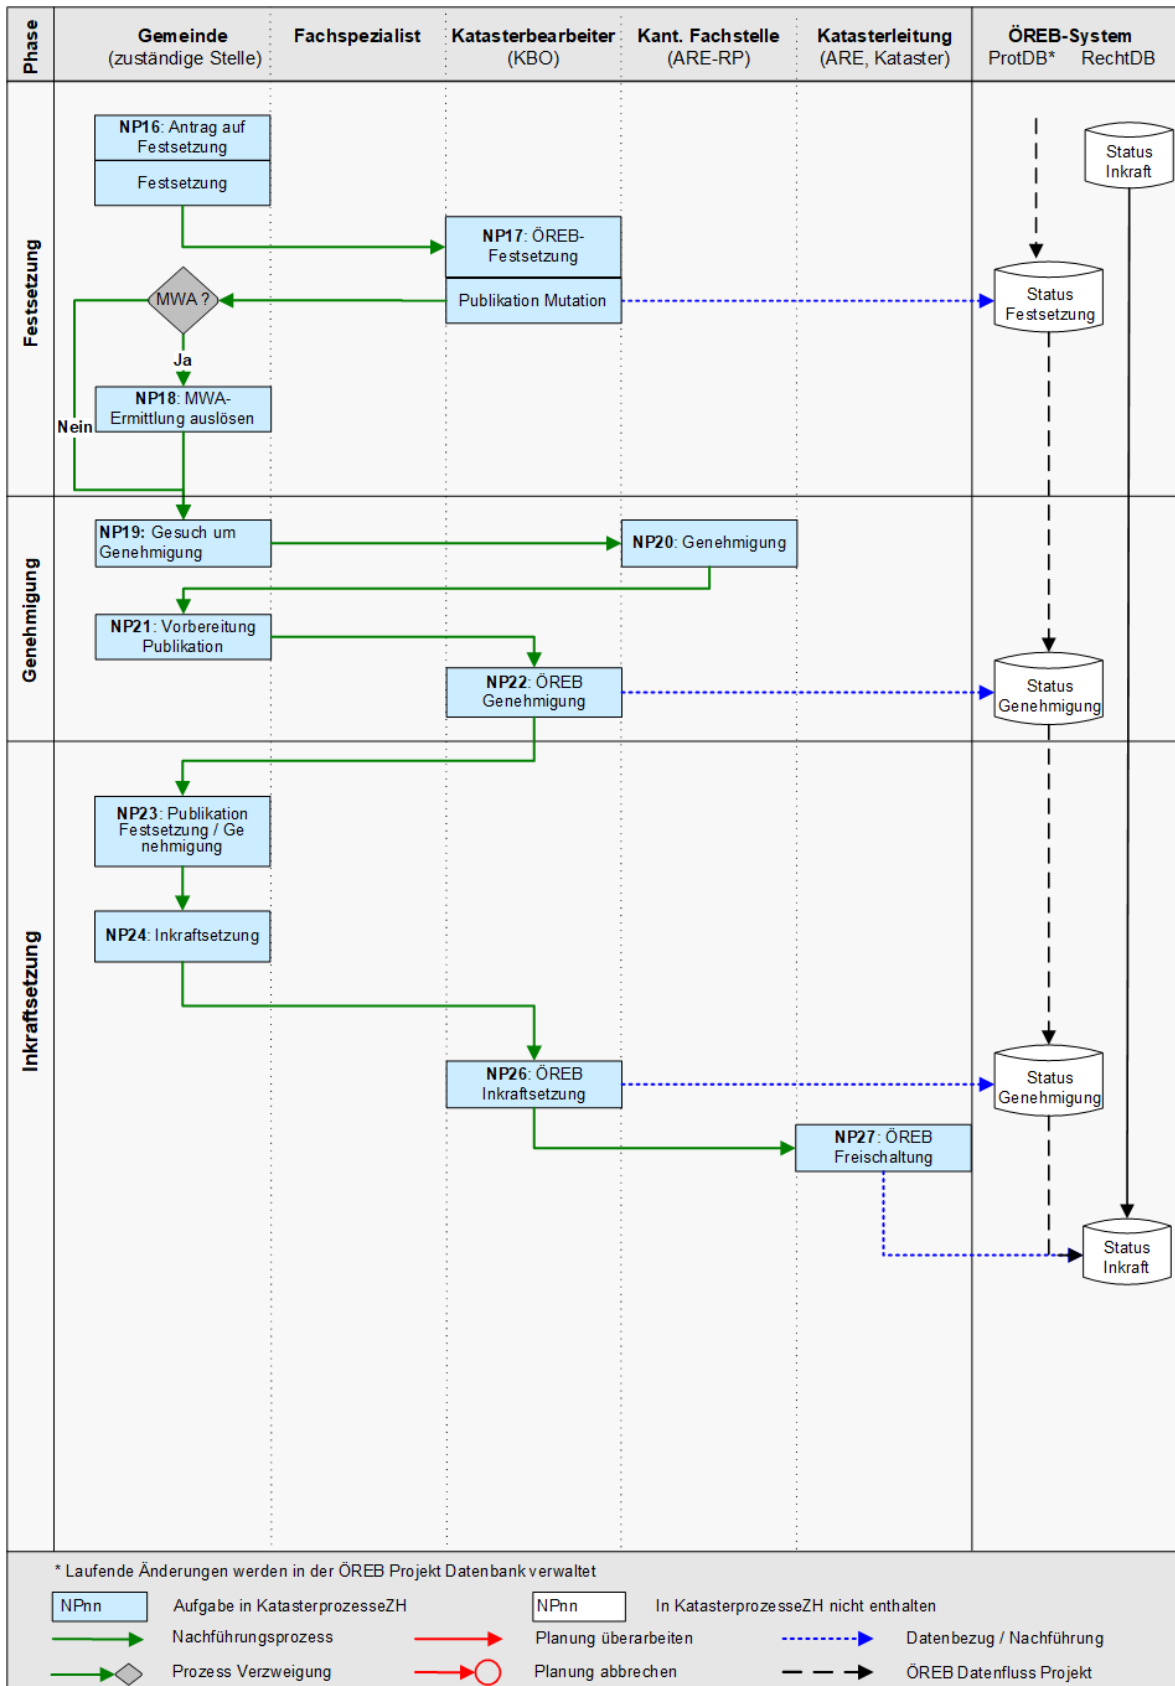 Phase
Gemeinde
(zuständige Stelle)
Fachspezialist
Katasterbearbeiter
(KBO)
Kant. Fachstelle
(ARE-RP)
Katasterleitung
(ARE, Kataster)
ÖREB-System
ProtDB* RechtDB
Festsetzung
NP16: Antrag auf
Festsetzung
Festsetzung
Status
Inkraft
NP17: ÖREB-
Festsetzung
Publikation Mutation
MWA ?
Status
Festsetzung
Ja
NP18: MWA-
Ermittlung auslösen
Nein
Genehmigung
NP19: Gesuch um
Genehmigung
NP20: Genehmigung
NP21: Vorbereitung
Publikation
NP22: ÖREB
Genehmigung
Status
Genehmigung
Inkraftsetzung
NP23: Publikation
Festsetzung / Ge
nehmigung
NP24: Inkraftsetzung
NP26: ÖREB
Inkraftsetzung
Status
Genehmigung
NP27: ÖREB
Freischaltung
Status
Inkraft
* Laufende Änderungen werden in der ÖREB Projekt Datenbank verwaltet
NPnn Aufgabe in KatasterprozesseZH
NPnn In KatasterprozesseZH nicht enthalten
Nachführungsprozess
Planung überarbeiten
Datenbezug / Nachführung
Prozess Verzweigung
Planung abbrechen
ÖREB Datenfluss Projekt